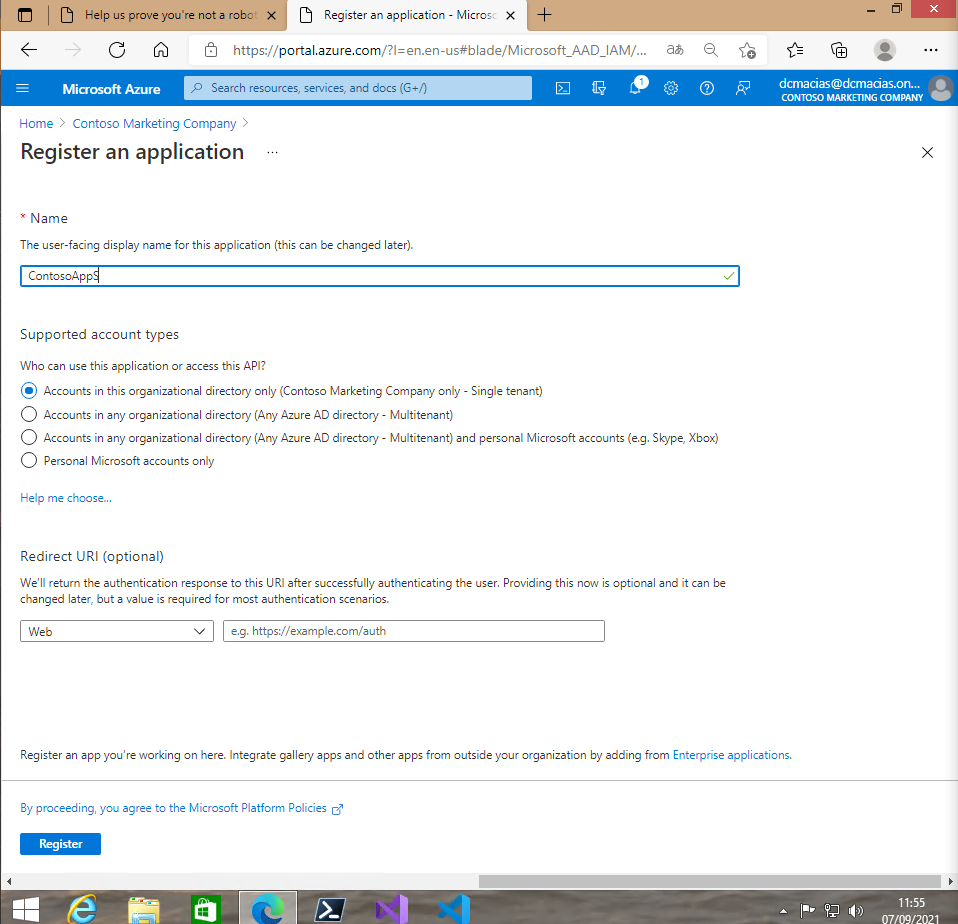 Help us prove you're not a robot
Register an application - Micros
https://portal.azure.com/?l=en.en-us#blade/Microsoft_AAD_IAM/...
aあ
Microsoft Azure
Search resources, services, and docs (G+/)
1
dcmacias@dcmacias.on...
CONTOSO MARKETING COMPANY
Home > Contoso Marketing Company >
Register an application ...
* Name
The user-facing display name for this application (this can be changed later).
ContosoAppS
Supported account types
Who can use this application or access this API?
Accounts in this organizational directory only (Contoso Marketing Company only - Single tenant)
Accounts in any organizational directory (Any Azure AD directory - Multitenant)
Accounts in any organizational directory (Any Azure AD directory - Multitenant) and personal Microsoft accounts (e.g. Skype, Xbox)
Personal Microsoft accounts only
Help me choose...
Redirect URI (optional)
We'll return the authentication response to this URI after successfully authenticating the user. Providing this now is optional and it can be
changed later, but a value is required for most authentication scenarios.
Web
e.g. https://example.com/auth
Register an app you're working on here. Integrate gallery apps and other apps from outside your organization by adding from Enterprise applications.
By proceeding, you agree to the Microsoft Platform Policies
Register
11:55
07/09/2021